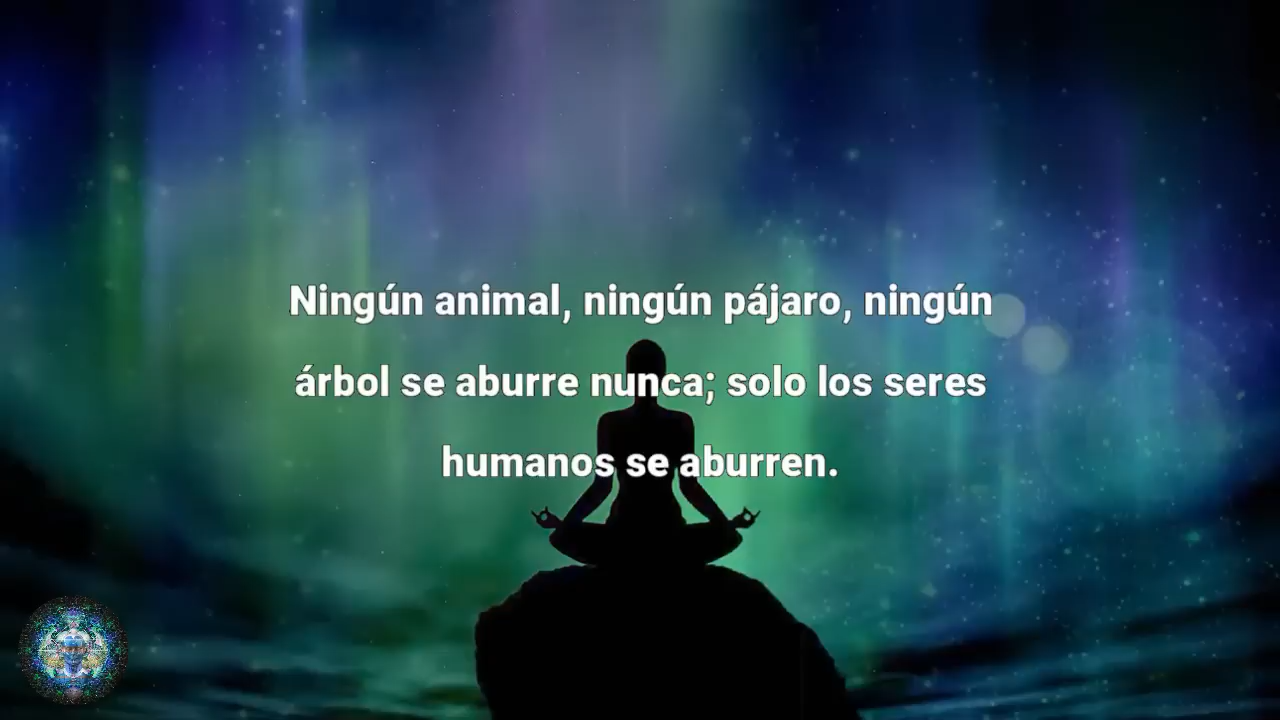 Ningún animal, ningún pájaro, ningún
árbol se aburre nunca; solo los seres
humanos se aburren.